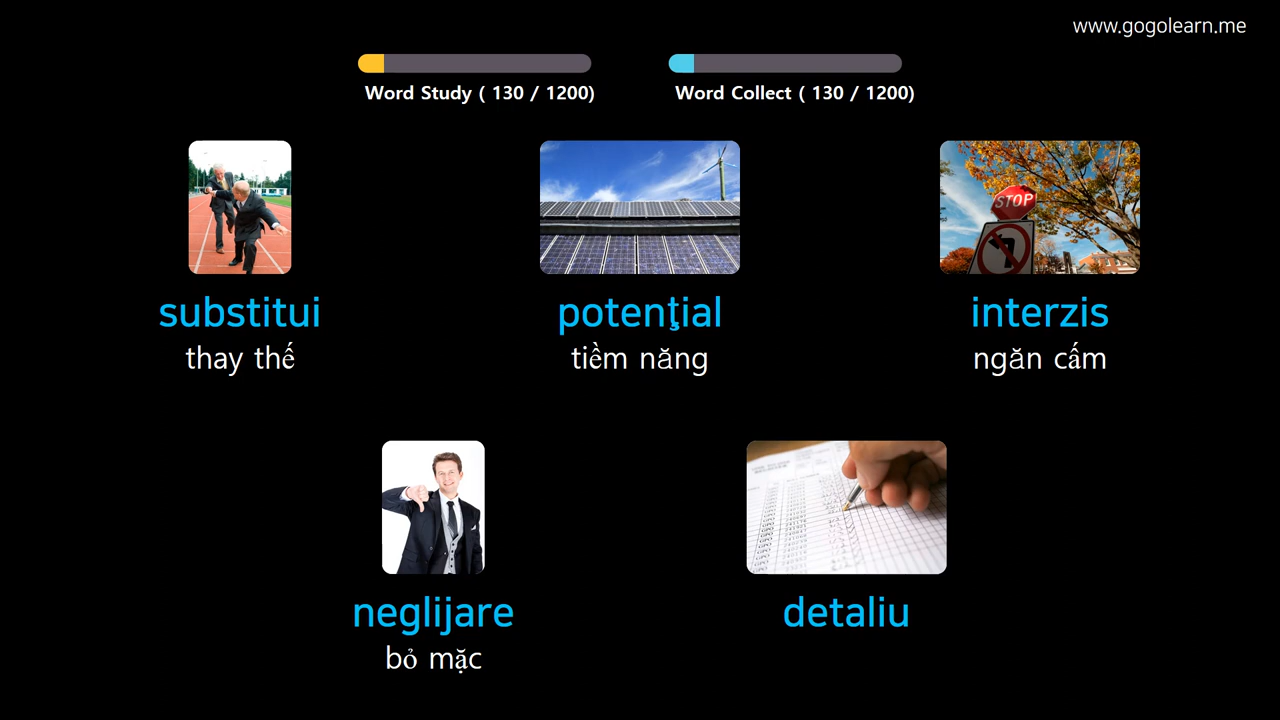 www.gogolearn.me
Word Study ( 130 / 1200)
Word Collect ( 130 / 1200)
STOP
substitui
potenţial
interzis
thay thế
tiềm năng
ngăn cấm
neglijare
detaliu
bỏ mặc